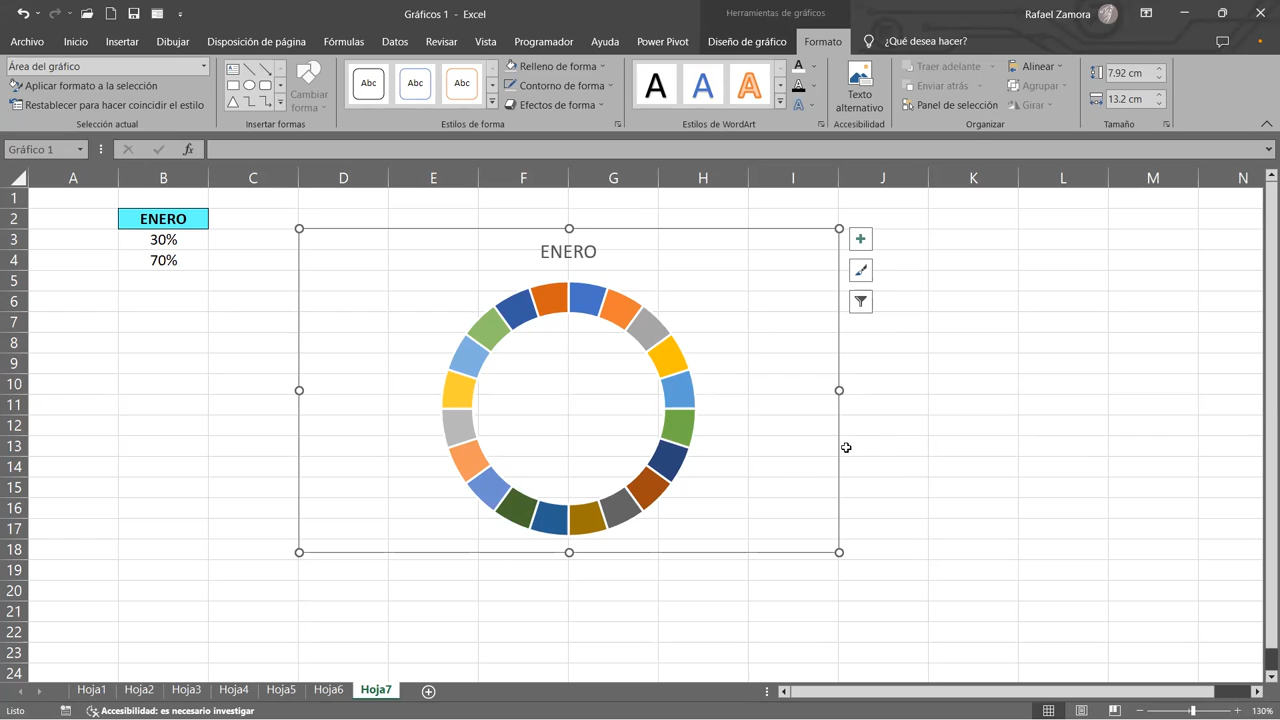 Gráficos 1 - Excel
Herramientas de gráficos
Rafael Zamora
Archivo Inicio Insertar Dibujar Disposición de página Fórmulas Datos Revisar Vista Programador Ayuda Power Pivot Diseño de gráfico Formato ¿Qué desea hacer?
Área del gráfico
Aplicar formato a la selección
Restablecer para hacer coincidir el estilo
Selección actual
Cambiar
forma
Insertar formas
Abc Abc Abc
Relleno de forma
Contorno de forma
Efectos de forma
Estilos de forma
A A A
A
A
A
Estilos de WordArt
Texto
alternativo
Accesibilidad
Traer adelante
Enviar atrás
Panel de selección
Alinear
Agrupar
Girar
Organizar
7.92 cm
13.2 cm
Tamaño
Gráfico 1
fx
A B C D E F G H I J K L M N
1
2 ENERO
3 30%
4 70%
5
6
7
8
9
10
11
12
13
14
15
16
17
18
19
20
21
22
23
24
ENERO
Hoja1 Hoja2 Hoja3 Hoja4 Hoja5 Hoja6 Hoja7
Listo
Accesibilidad: es necesario investigar
130%